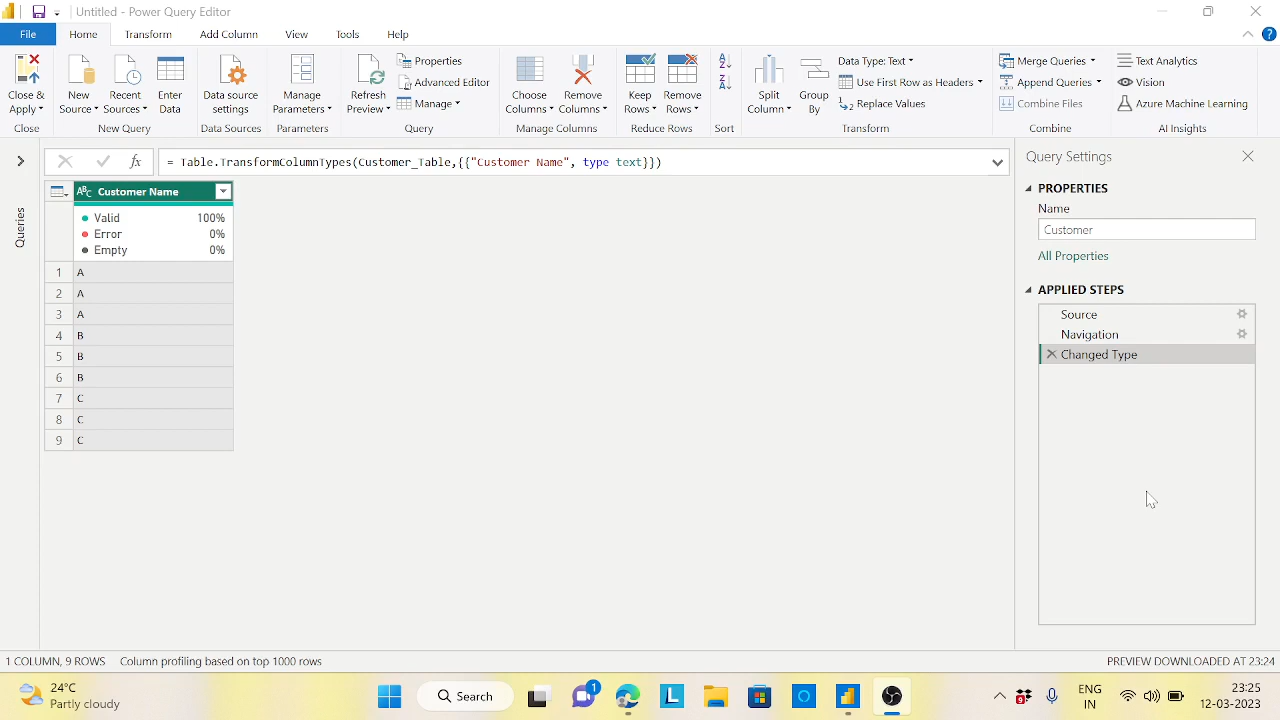 Untitled - Power Query Editor
File Home Transform Add Column View Tools Help
Close & Apply
New Source
Recent Sources
Enter Data
Data source settings
Manage Parameters
Refresh Preview
Properties
Advanced Editor
Manage
Choose Columns
Remove Columns
Keep Rows
Remove Rows
Split Column
Group By
Data Type: Text
Use First Row as Headers
Replace Values
Merge Queries
Append Queries
Combine Files
Text Analytics
Vision
Azure Machine Learning
Close New Query Data Sources Parameters Query Manage Columns Reduce Rows Sort Transform Combine AI Insights
fx = Table.TransformColumnTypes(Customer_Table,{{"Customer Name", type text}})
Queries
ABC Customer Name
Valid 100%
Error 0%
Empty 0%
1 A
2 A
3 A
4 B
5 B
6 B
7 C
8 C
9 C
Query Settings
PROPERTIES
Name
Customer
All Properties
APPLIED STEPS
Source
Navigation
Changed Type
1 COLUMN, 9 ROWS Column profiling based on top 1000 rows PREVIEW DOWNLOADED AT 23:24
24°C
Partly cloudy
Search
1
L
O
ENG
IN
23:25
12-03-2023